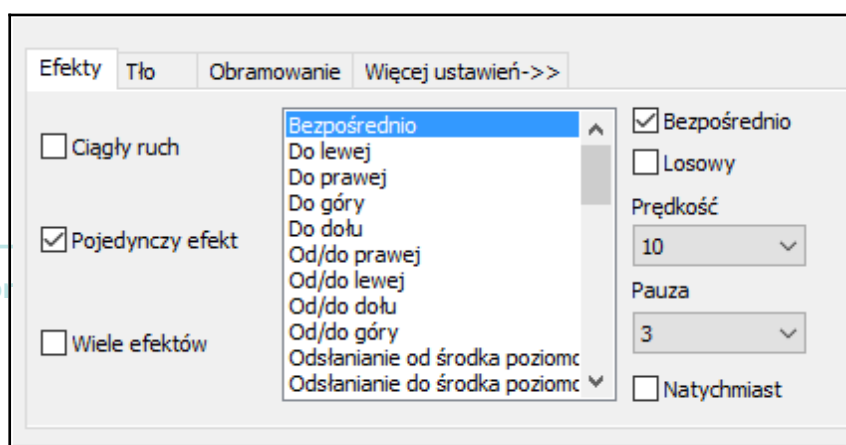 Efekty Tło Obramowanie Więcej ustawień->>
Ciągły ruch
Pojedynczy efekt
Wiele efektów
Bezpośrednio
Do lewej
Do prawej
Do góry
Do dołu
Od/do prawej
Od/do lewej
Od/do dołu
Od/do góry
Odsłanianie od środka poziomo
Odsłanianie do środka poziomo
Bezpośrednio
Losowy
Prędkość
10
Pauza
3
Natychmiast